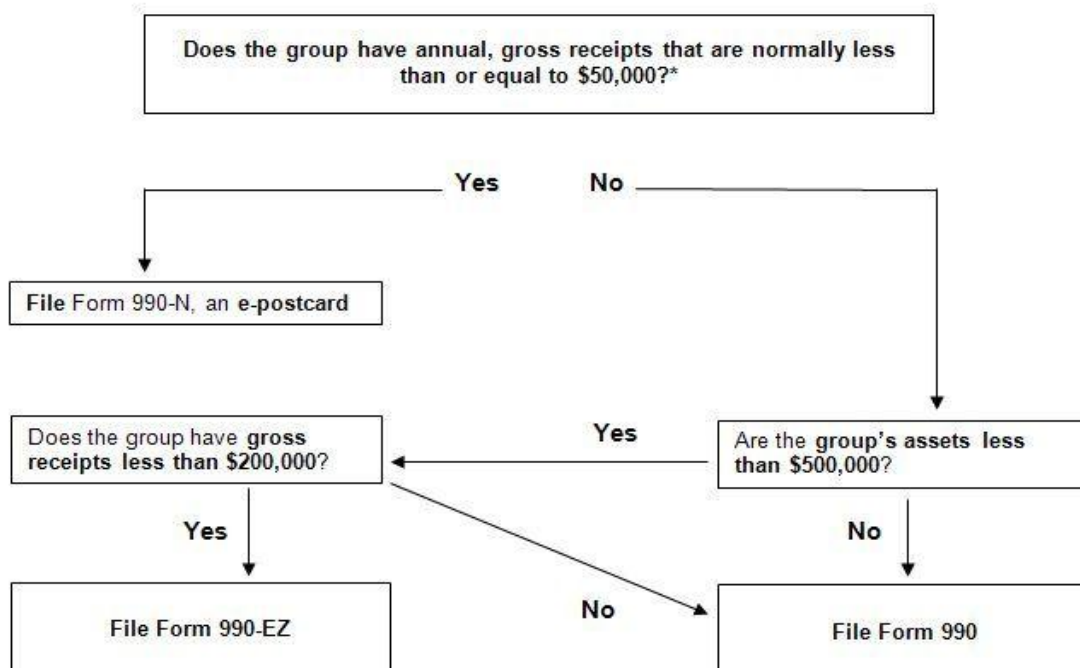 Does the group have annual, gross receipts that are normally less
than or equal to $50,000?*
Yes
No
File Form 990-N, an e-postcard
Does the group have gross
receipts less than $200,000?
Yes
Are the group's assets less
than $500,000?
Yes
No
No
File Form 990-EZ
File Form 990